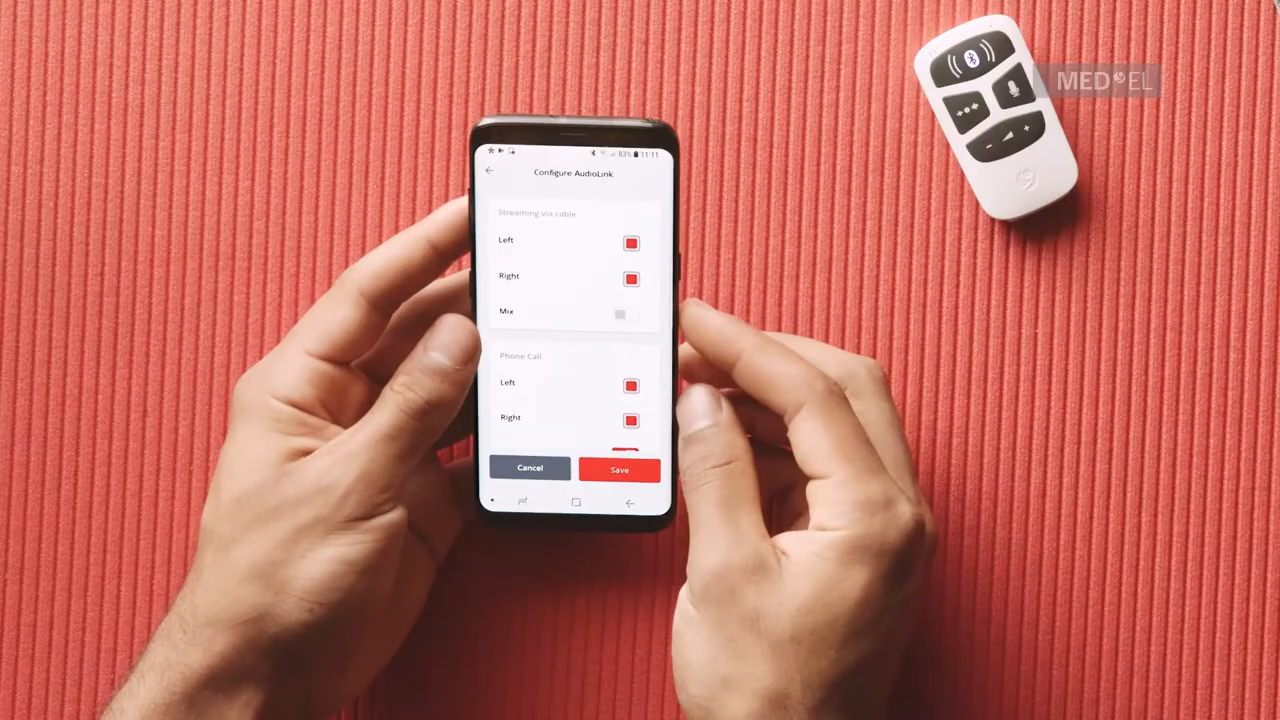 83% 11:11
Configure AudioLink
Streaming via cable
Left
Right
Mix
Phone Call
Left
Right
Cancel
Save
MED EL